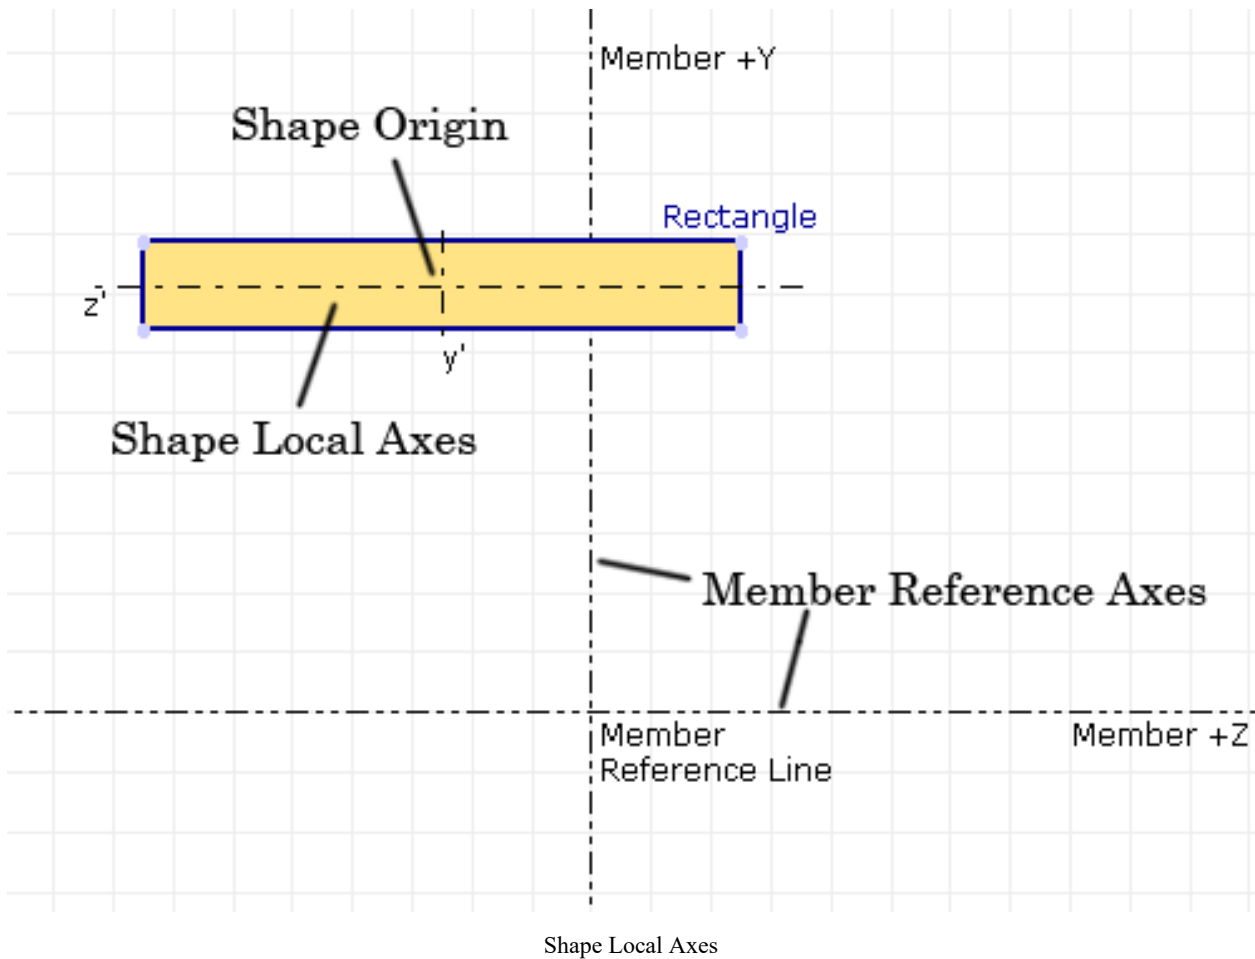 Member +Y
Shape Origin
Rectangle
z'
y'
Shape Local Axes
Member Reference Axes
Member
Reference Line
Member +Z
Shape Local Axes